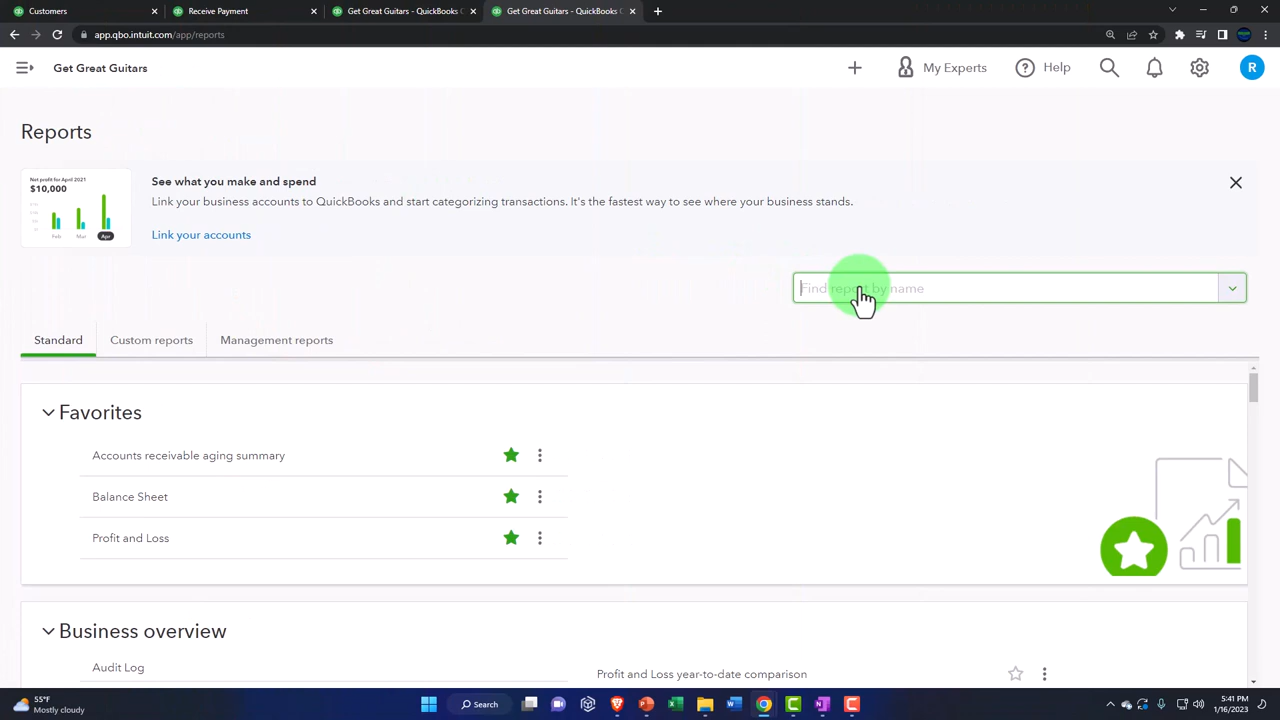 Customers
Receive Payment
Get Great Guitars - QuickBooks C
Get Great Guitars - QuickBooks C
app.qbo.intuit.com/app/reports
Get Great Guitars
My Experts
Help
R
Reports
Net profit for April 2021
$10,000
Feb
Mar
Apr
See what you make and spend
Link your business accounts to QuickBooks and start categorizing transactions. It's the fastest way to see where your business stands.
Link your accounts
Find report by name
Standard
Custom reports
Management reports
Favorites
Accounts receivable aging summary
Balance Sheet
Profit and Loss
Business overview
Audit Log
Profit and Loss year-to-date comparison
55°F
Mostly cloudy
Search
5:41 PM
1/16/2023